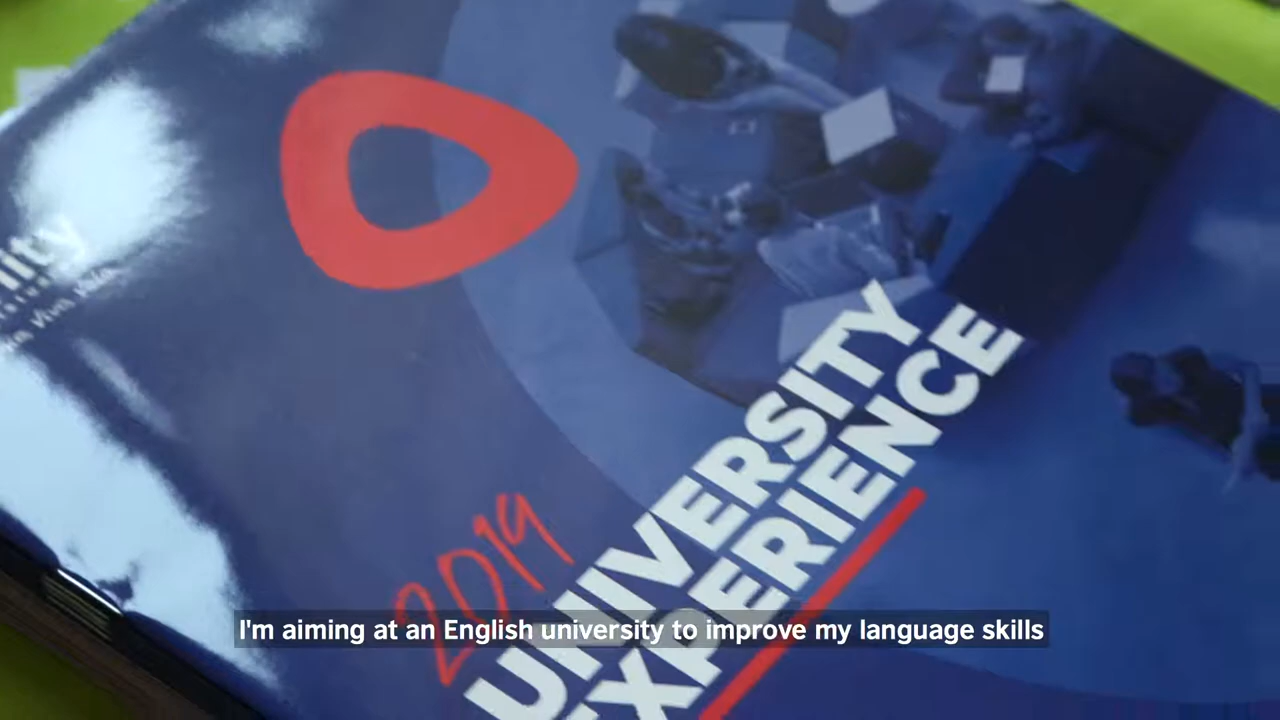 2019
UNIVERSITY
EXPERIENCE
I'm aiming at an English university to improve my language skills